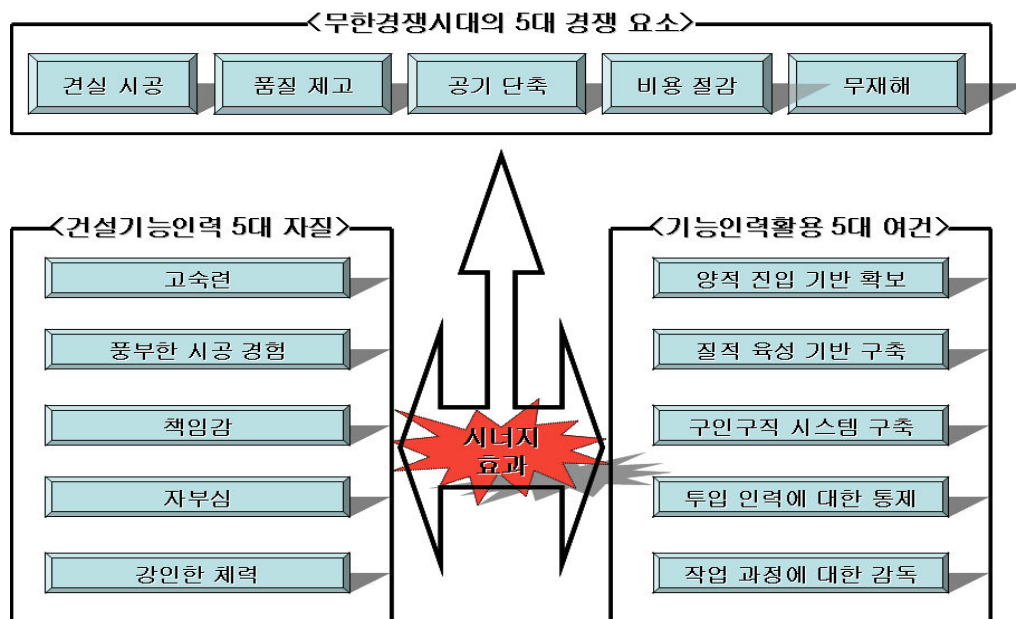 <무한경쟁시대의 5대 경쟁 요소>
견실 시공
품질 제고
공기 단축
비용 절감
무재해
<건설기능인력 5대 자질>
고숙련
풍부한 시공 경험
책임감
자부심
강인한 체력
시너지
효과
<기능인력활용 5대 여건>
양적 진입 기반 확보
질적 육성 기반 구축
구인구직 시스템 구축
투입 인력에 대한 통제
작업 과정에 대한 감독